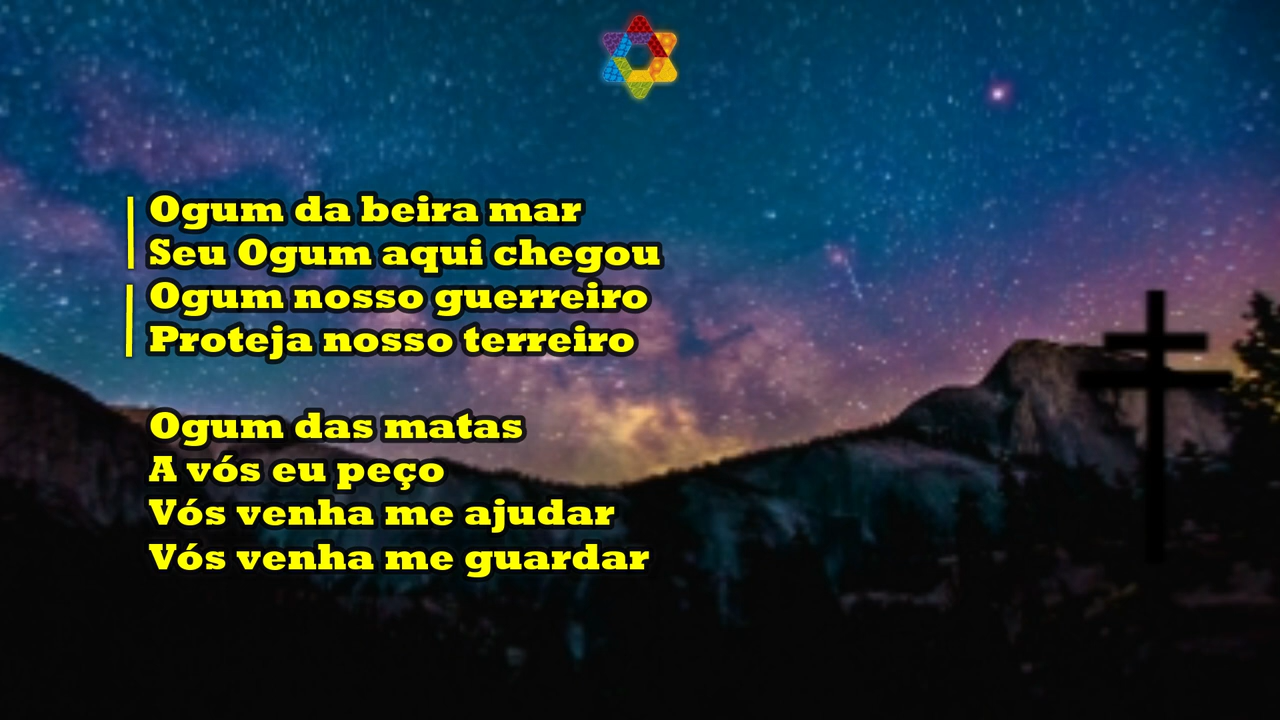 Ogum da beira mar
Seu Ogum aqui chegou
Ogum nosso guerreiro
Proteja nosso terreiro
Ogum das matas
A vós eu peço
Vós venha me ajudar
Vós venha me guardar